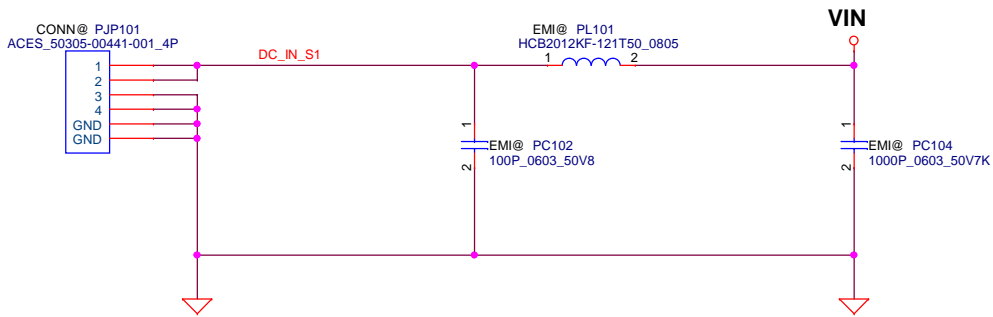 CONN@ PJP101
ACES_50305-00441-001_4P
1
2
3
4
GND
GND
DC_IN_S1
EMI@ PL101
HCB2012KF-121T50_0805
1
2
VIN
1
2
EMI@ PC102
100P_0603_50V8
1
2
EMI@ PC104
1000P_0603_50V7K